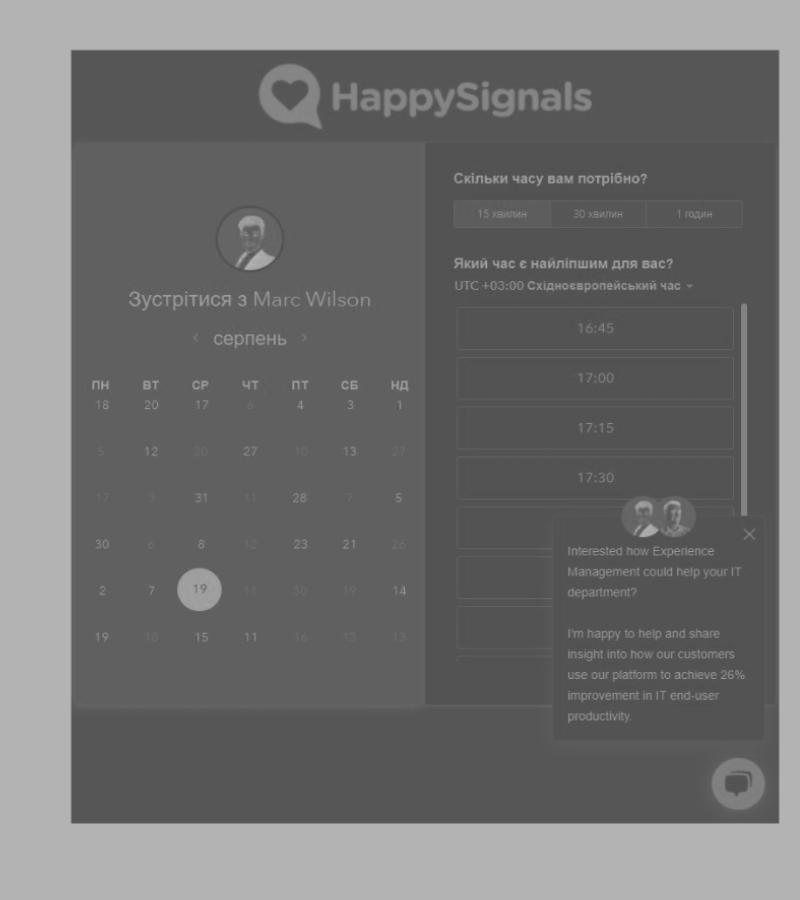 HappySignals
Зустрітися з Marc Wilson
серпень
ПН ВТ СР ЧТ ПТ СБ НД
18 20 17 6 4 3 1
5 12 20 27 10 13 27
17 3 31 11 28 7 5
30 6 8 12 23 21 26
2 7 19 11 30 19 14
19 18 15 11 16 13 13
Скільки часу вам потрібно?
15 хвилин 30 хвилин 1 годин
Який час є найліпшим для вас?
UTC +03:00 Східноєвропейський час
16:45
17:00
17:15
17:30
Interested how Experience
Management could help your IT
department?
I'm happy to help and share
insight into how our customers
use our platform to achieve 26%
improvement in IT end-user
productivity.